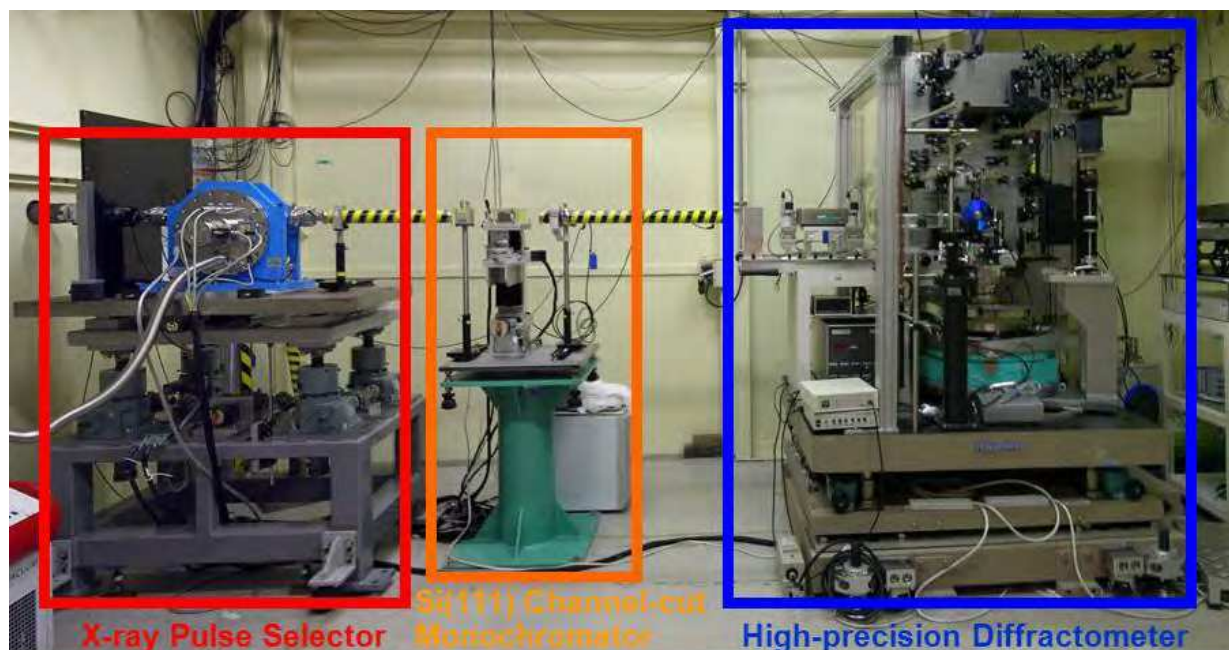 X-ray Pulse Selector
Si(111) Channel-cut
Monochromator
High-precision Diffractometer